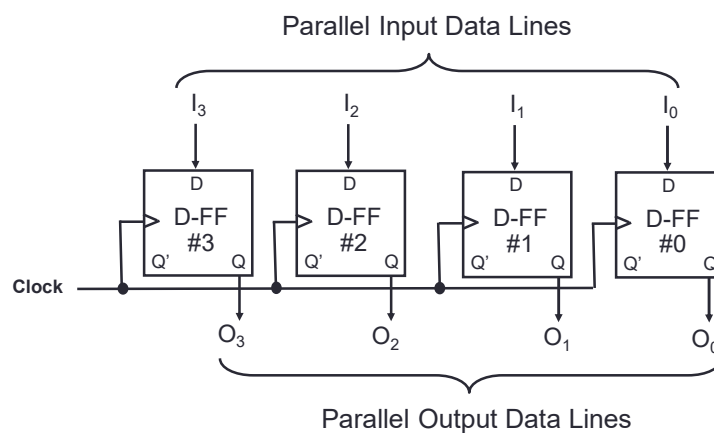 Parallel Input Data Lines
I₃ I₂ I₁ I₀
D D D D
D-FF D-FF D-FF D-FF
#3 #2 #1 #0
Q’ Q Q’ Q Q’ Q Q’ Q
Clock
O₃ O₂ O₁ O₀
Parallel Output Data Lines